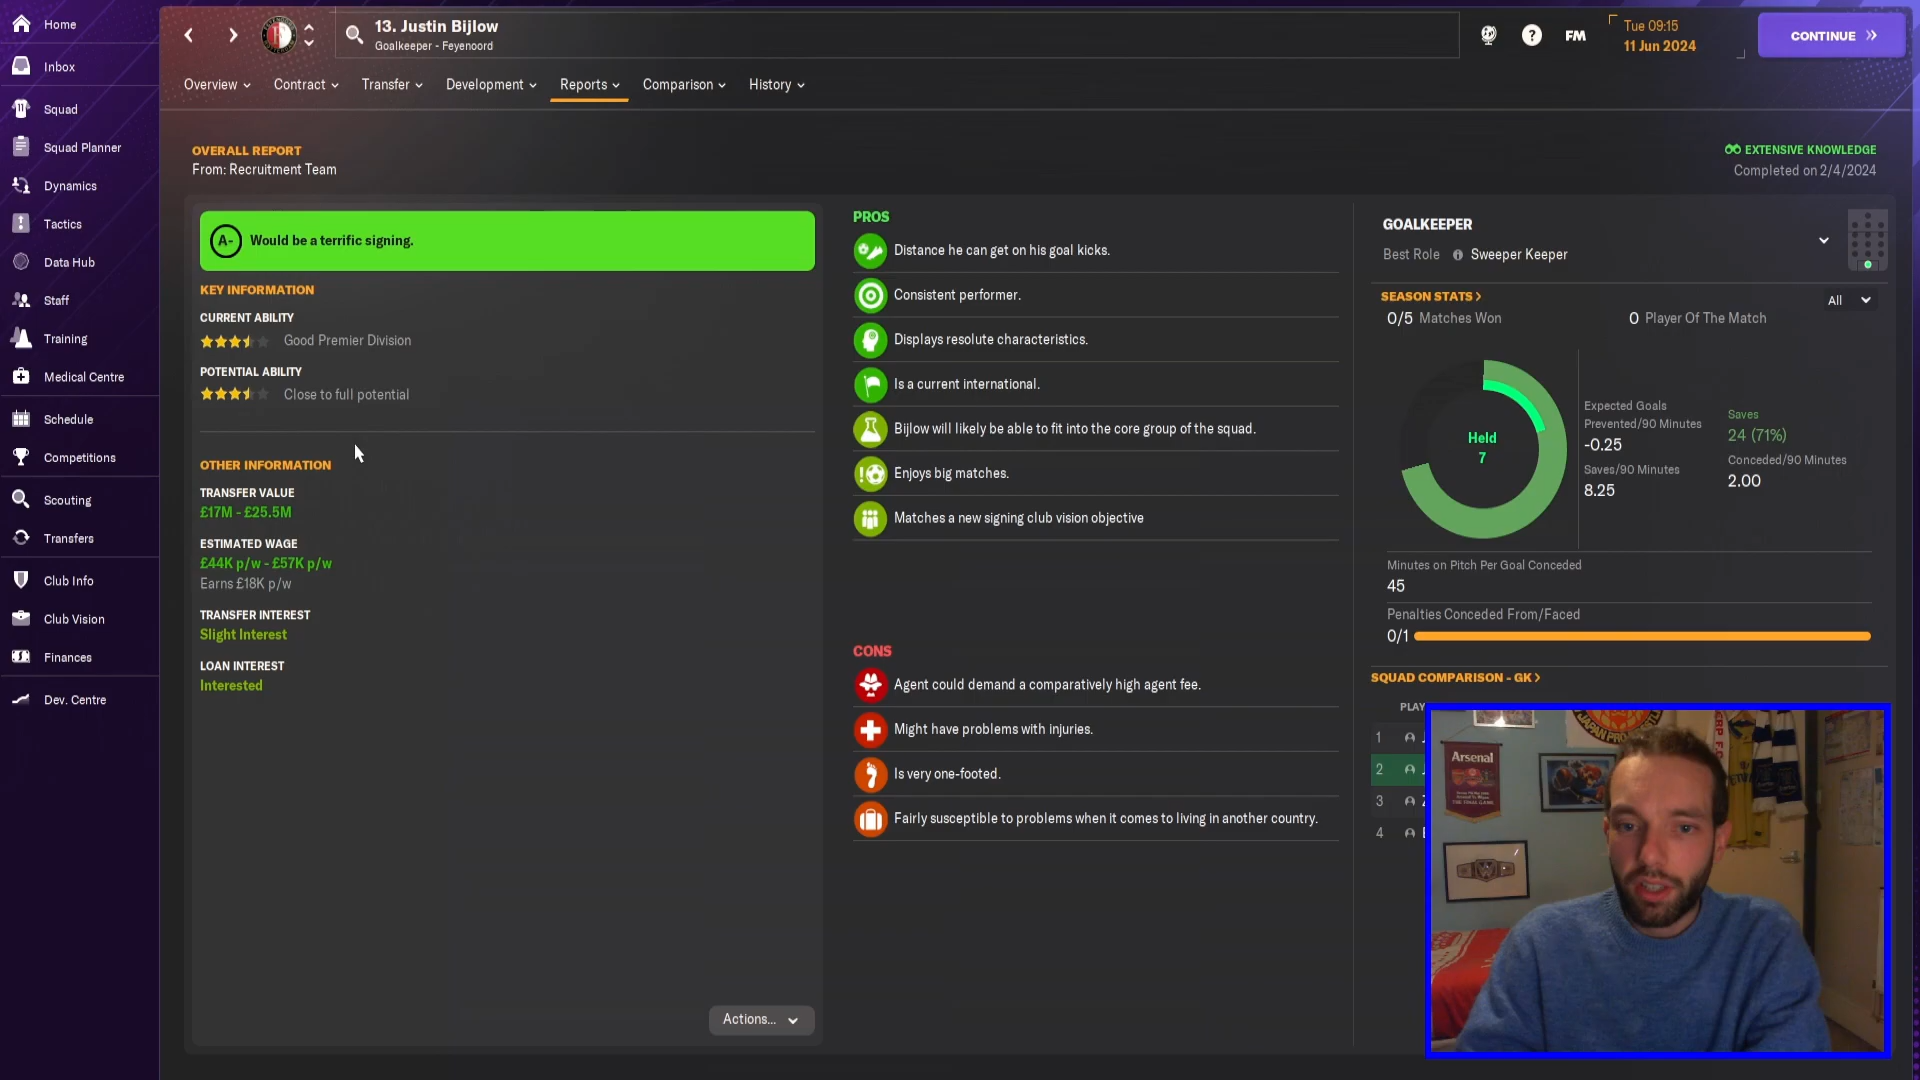 Home
Inbox
Squad
Squad Planner
Dynamics
Tactics
Data Hub
Staff
Training
Medical Centre
Schedule
Competitions
Scouting
Transfers
Club Info
Club Vision
Finances
Dev. Centre
13. Justin Bijlow
Goalkeeper - Feyenoord
FM
Tue 09:15
11 Jun 2024
CONTINUE
Overview
Contract
Transfer
Development
Reports
Comparison
History
OVERALL REPORT
From: Recruitment Team
EXTENSIVE KNOWLEDGE
Completed on 2/4/2024
A- Would be a terrific signing.
KEY INFORMATION
CURRENT ABILITY
Good Premier Division
POTENTIAL ABILITY
Close to full potential
OTHER INFORMATION
TRANSFER VALUE
£17M - £25.5M
ESTIMATED WAGE
£44K p/w - £57K p/w
Earns £18K p/w
TRANSFER INTEREST
Slight Interest
LOAN INTEREST
Interested
Actions...
PROS
Distance he can get on his goal kicks.
Consistent performer.
Displays resolute characteristics.
Is a current international.
Bijlow will likely be able to fit into the core group of the squad.
Enjoys big matches.
Matches a new signing club vision objective
CONS
Agent could demand a comparatively high agent fee.
Might have problems with injuries.
Is very one-footed.
Fairly susceptible to problems when it comes to living in another country.
GOALKEEPER
Best Role Sweeper Keeper
SEASON STATS
All
0/5 Matches Won
0 Player Of The Match
Held
7
Expected Goals
Prevented/90 Minutes
-0.25
Saves/90 Minutes
8.25
Saves
24 (71%)
Conceded/90 Minutes
2.00
Minutes on Pitch Per Goal Conceded
45
Penalties Conceded From/Faced
0/1
SQUAD COMPARISON - GK
PLAY
1
2
3
4
Arsenal